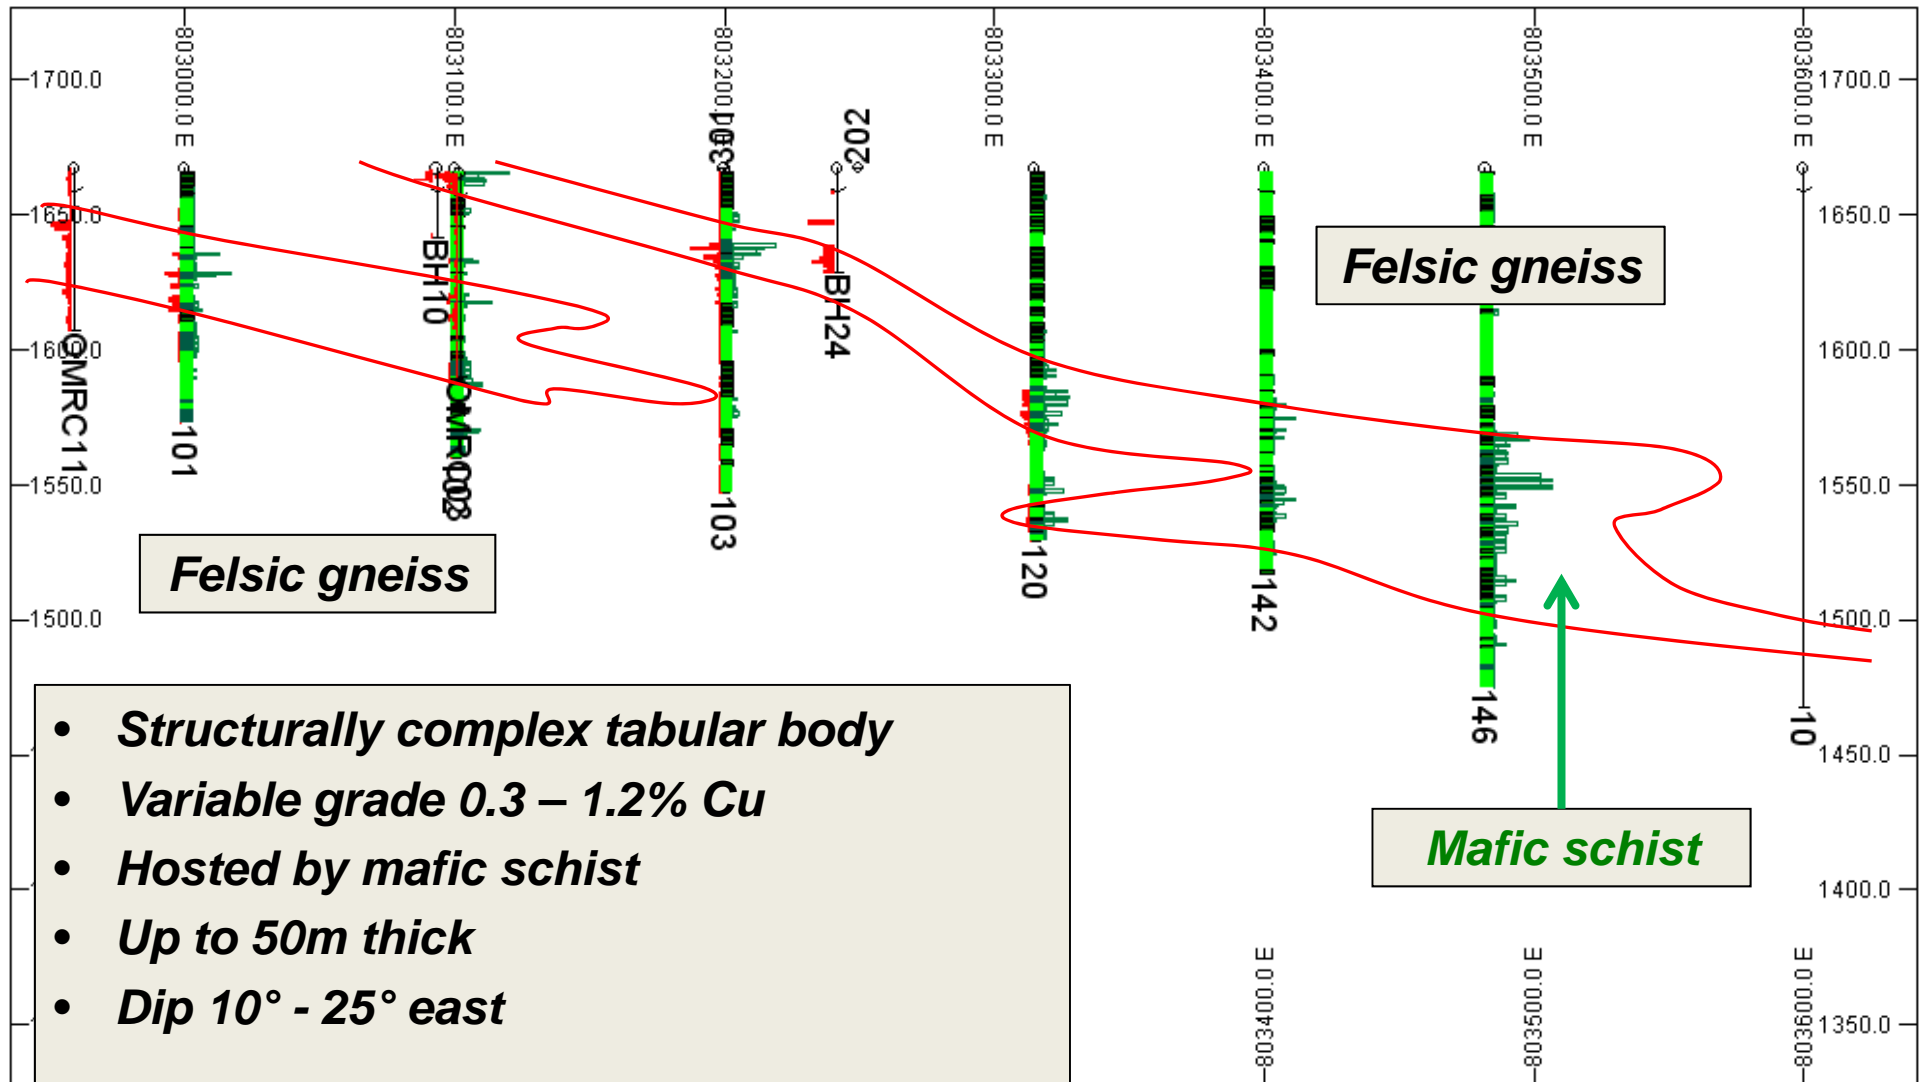 803000.0 E
803100.0 E
803200.0 E
803300.0 E
803400.0 E
803500.0 E
803600.0 E
1700.0
1700.0
202
1650.0
1650.0
Felsic gneiss
BH10
BH24
1600.0
1600.0
OMRC11
101
1550.0
1550.0
103
120
142
146
10
Felsic gneiss
1500.0
1500.0
1450.0
Mafic schist
1400.0
1350.0
• Structurally complex tabular body
• Variable grade 0.3 – 1.2% Cu
• Hosted by mafic schist
• Up to 50m thick
• Dip 10° - 25° east
803400.0 E
803500.0 E
803600.0 E